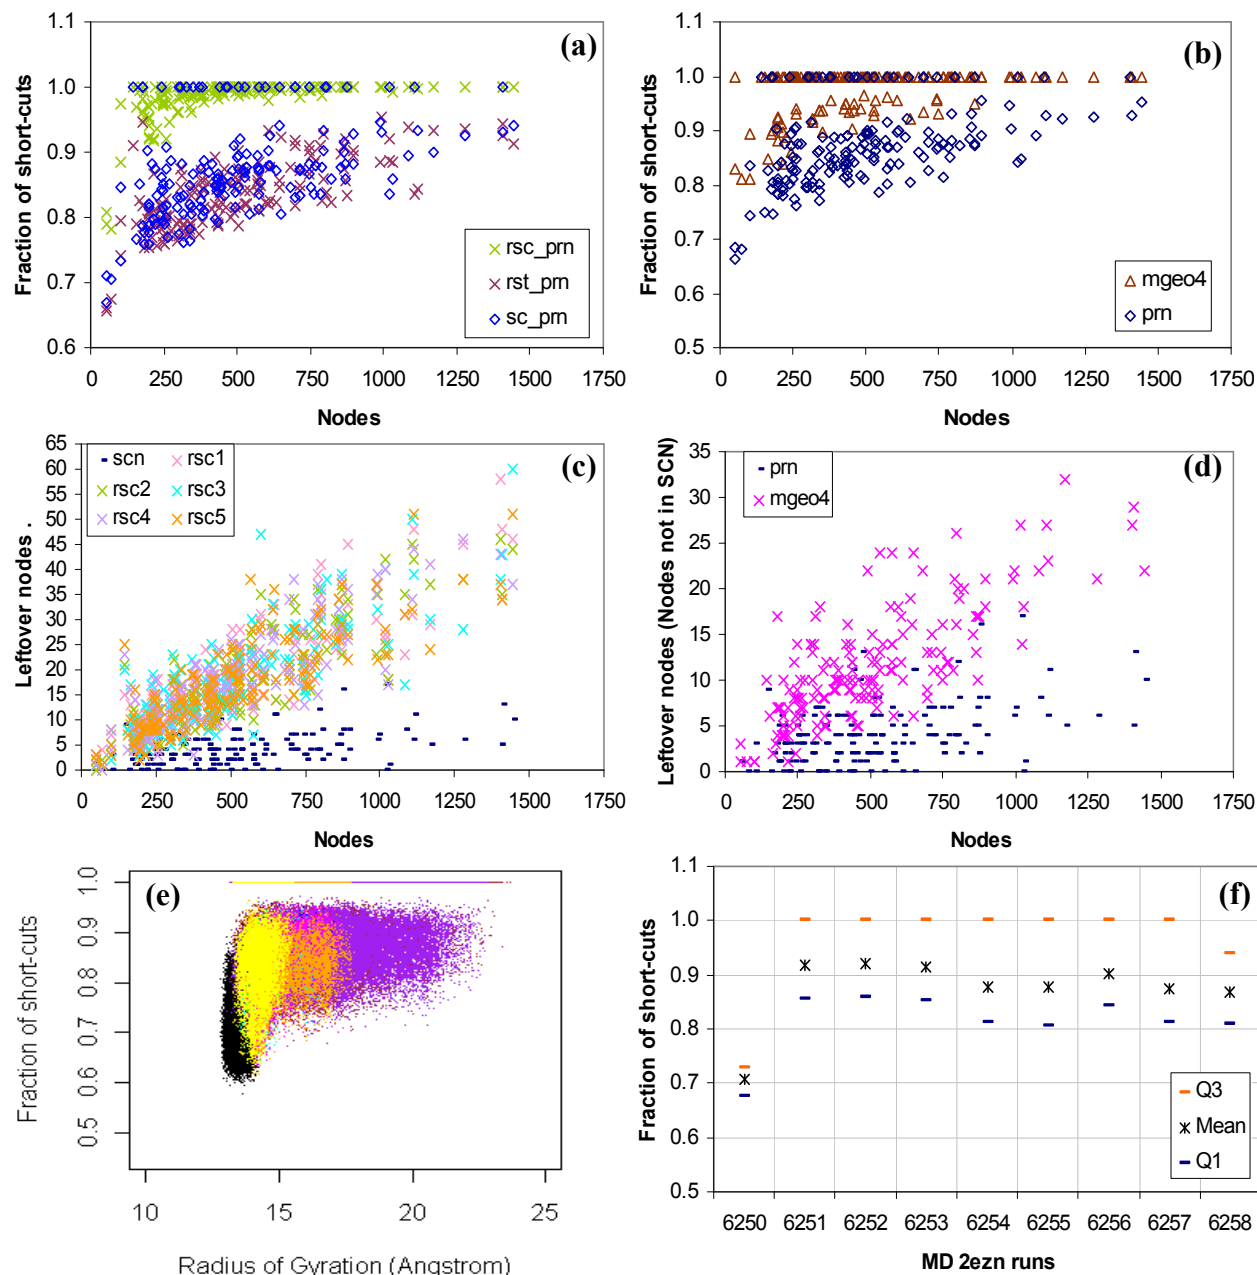 (a)
Fraction of short-cuts
1.1
1.0
0.9
0.8
0.7
0.6
0 250 500 750 1000 1250 1500 1750
Nodes
rsc_prn
rst_prn
sc_prn
(b)
Fraction of short-cuts
1.1
1.0
0.9
0.8
0.7
0.6
0.5
0 250 500 750 1000 1250 1500 1750
Nodes
mgeo4
prn
(c)
Leftover nodes .
65
60
55
50
45
40
35
30
25
20
15
10
5
0
0 250 500 750 1000 1250 1500 1750
Nodes
scn rsc1
rsc2 rsc3
rsc4 rsc5
(d)
Leftover nodes (Nodes not in SCN)
35
30
25
20
15
10
5
0
0 250 500 750 1000 1250 1500 1750
Nodes
prn
mgeo4
(e)
Fraction of short-cuts
1.0
0.9
0.8
0.7
0.6
0.5
10 15 20 25
Radius of Gyration (Angstrom)
(f)
Fraction of short-cuts
1.1
1.0
0.9
0.8
0.7
0.6
0.5
6250 6251 6252 6253 6254 6255 6256 6257 6258
MD 2ezn runs
Q3
Mean
Q1